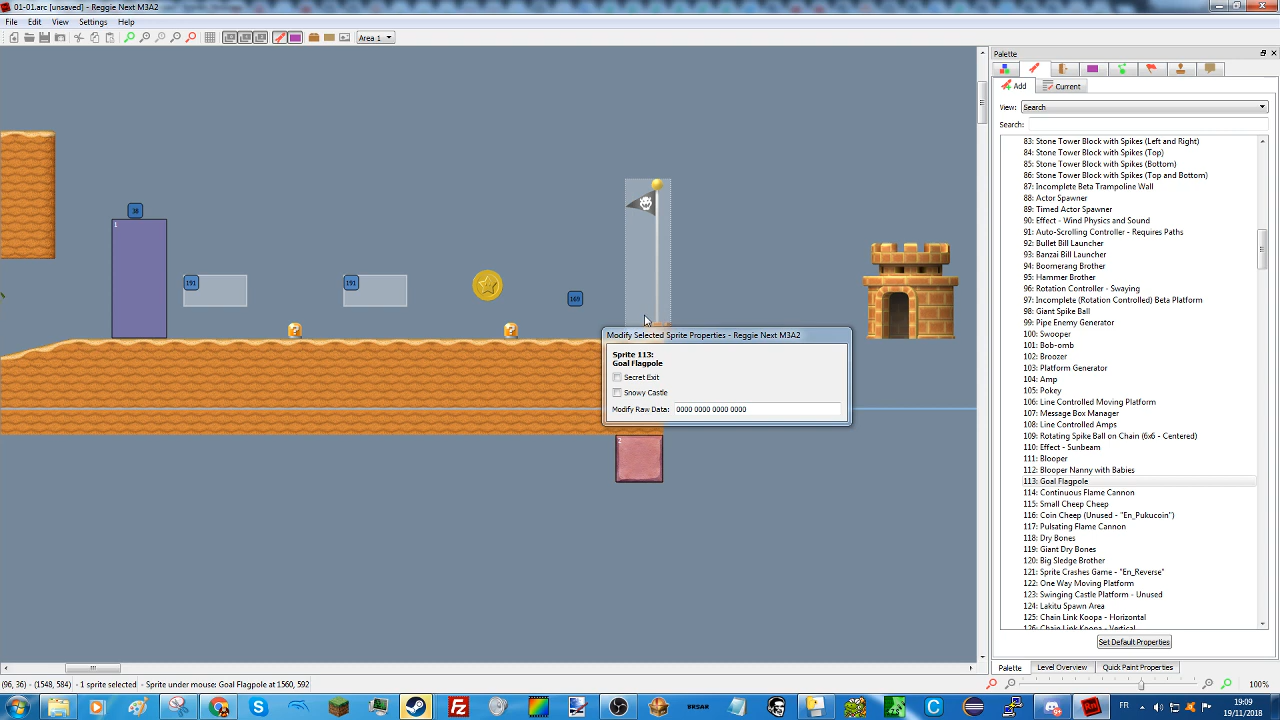 01-01.arc [unsaved] - Reggie Next M3A2
File Edit View Settings Help
Area 1
Palette
Add Current
View: Search
Search:
83: Stone Tower Block with Spikes (Left and Right)
84: Stone Tower Block with Spikes (Top)
85: Stone Tower Block with Spikes (Bottom)
86: Stone Tower Block with Spikes (Top and Bottom)
87: Incomplete Beta Trampoline Wall
88: Actor Spawner
89: Timed Actor Spawner
90: Effect - Wind Physics and Sound
91: Auto-Scrolling Controller - Requires Paths
92: Bullet Bill Launcher
93: Banzai Bill Launcher
94: Boomerang Brother
95: Hammer Brother
96: Rotation Controller - Swaying
97: Incomplete (Rotation Controlled) Beta Platform
98: Giant Spike Ball
99: Pipe Enemy Generator
100: Swooper
101: Bob-omb
102: Broozer
103: Platform Generator
104: Amp
105: Pokey
106: Line Controlled Moving Platform
107: Message Box Manager
108: Line Controlled Amps
109: Rotating Spike Ball on Chain (6x6 - Centered)
110: Effect - Sunbeam
111: Blooper
112: Blooper Nanny with Babies
113: Goal Flagpole
114: Continuous Flame Cannon
115: Small Cheep Cheep
116: Coin Cheep (Unused - "En_Pukucoin")
117: Pulsating Flame Cannon
118: Dry Bones
119: Giant Dry Bones
120: Big Sledge Brother
121: Sprite Crashes Game - "En_Reverse"
122: One Way Moving Platform
123: Swinging Castle Platform - Unused
124: Lakitu Spawn Area
125: Chain Link Koopa - Horizontal
126: Chain Link Koopa - Vertical
Set Default Properties
Palette Level Overview Quick Paint Properties
38
1
191
191
169
Modify Selected Sprite Properties - Reggie Next M3A2
Sprite 113:
Goal Flagpole
Secret Exit
Snowy Castle
Modify Raw Data: 0000 0000 0000 0000
2
(96, 36) - (1548, 584) - 1 sprite selected - Sprite under mouse: Goal Flagpole at 1560, 592
100%
BRSAR
FR
19:09
19/11/2018